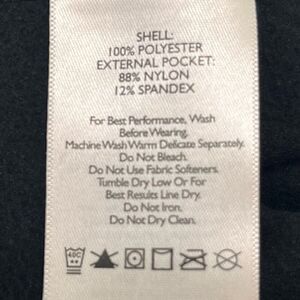 SHELL:
100% POLYESTER
EXTERNAL POCKET:
88% NYLON
12% SPANDEX
For Best Performance, Wash
Before Wearing.
Machine Wash Warm Delicate Separately.
Do Not Bleach.
Do Not Use Fabric Softeners.
Tumble Dry Low Or For
Best Results Line Dry.
Do Not Iron.
Do Not Dry Clean.
40C